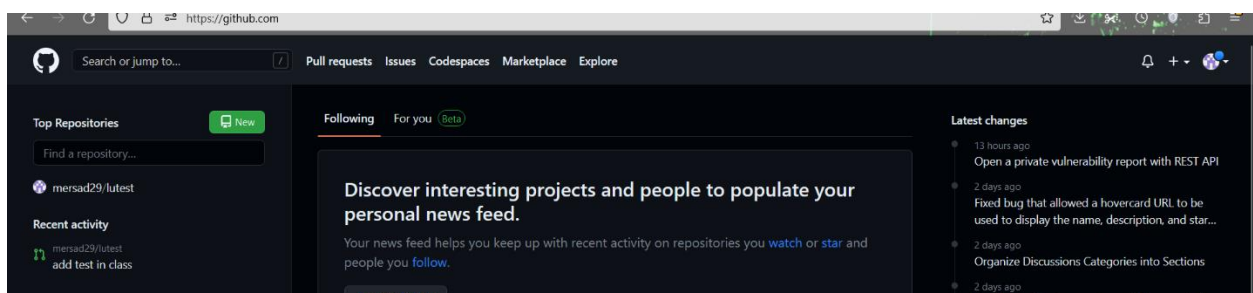 https://github.com
Search or jump to...
/
Pull requests Issues Codespaces Marketplace Explore
Top Repositories
New
Find a repository...
mersad29/lutest
Recent activity
mersad29/lutest
add test in class
Following For you Beta
Discover interesting projects and people to populate your
personal news feed.
Your news feed helps you keep up with recent activity on repositories you watch or star and
people you follow.
Latest changes
13 hours ago
Open a private vulnerability report with REST API
2 days ago
Fixed bug that allowed a hovercard URL to be
used to display the name, description, and star...
2 days ago
Organize Discussions Categories into Sections
2 days ago